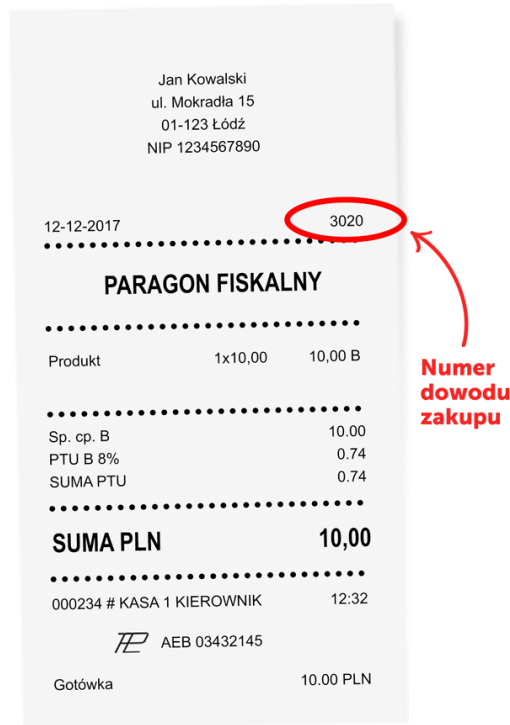 Jan Kowalski
ul. Mokradła 15
01-123 Łódź
NIP 1234567890
12-12-2017 3020
PARAGON FISKALNY
Produkt 1x10,00 10,00 B
Numer
dowodu
zakupu
Sp. cp. B 10.00
PTU B 8% 0.74
SUMA PTU 0.74
SUMA PLN 10,00
000234 # KASA 1 KIEROWNIK 12:32
AEB 03432145
Gotówka 10.00 PLN